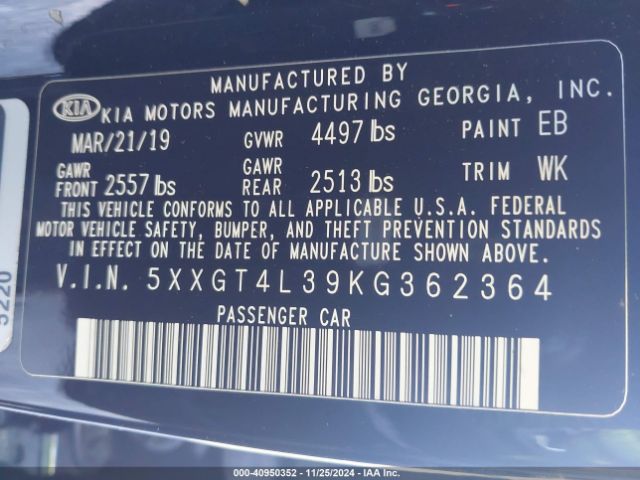 MANUFACTURED BY
KIA KIA MOTORS MANUFACTURING GEORGIA, INC.
MAR/21/19 GVWR 4497 lbs PAINT EB
GAWR FRONT 2557 lbs GAWR REAR 2513 lbs TRIM WK
THIS VEHICLE CONFORMS TO ALL APPLICABLE U.S.A. FEDERAL
MOTOR VEHICLE SAFETY, BUMPER, AND THEFT PREVENTION STANDARDS
IN EFFECT ON THE DATE OF MANUFACTURE SHOWN ABOVE.
V.I.N. 5XXGT4L39KG362364
PASSENGER CAR
5220
000-40950352 | 11/25/2024 - IAA Inc.